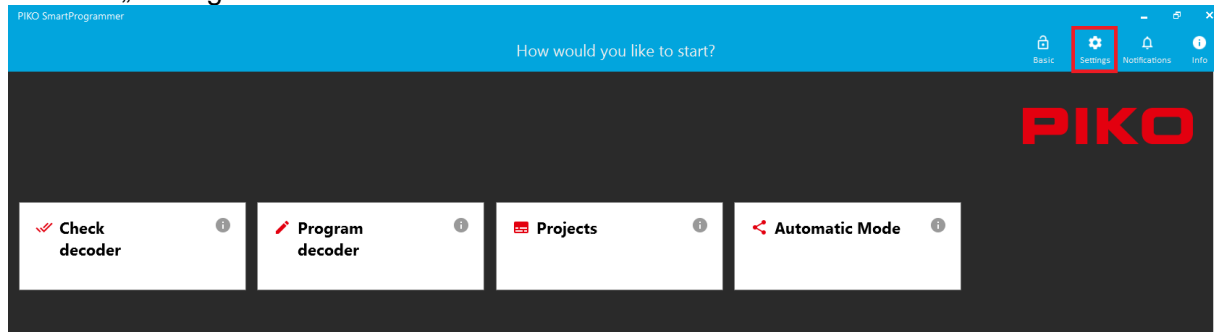 PIKO SmartProgrammer
How would you like to start?
Basic
Settings
Notifications
Info
PIKO
Check
decoder
Program
decoder
Projects
Automatic Mode